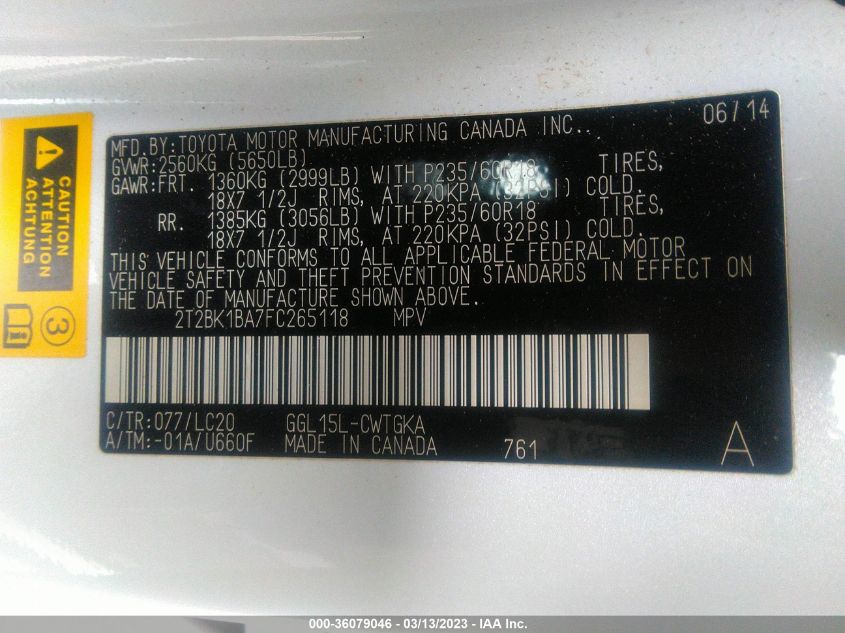 CAUTION
ATTENTION
ACHTUNG
3
MFD.BY:TOYOTA MOTOR MANUFACTURING CANADA INC. 06/14
GVWR:2560KG (5650LB)
GAWR:FRT. 1360KG (2999LB) WITH P235/60R18 TIRES,
18X7 1/2J RIMS, AT 220KPA (32PSI) COLD.
RR. 1385KG (3056LB) WITH P235/60R18 TIRES,
18X7 1/2J RIMS, AT 220KPA (32PSI) COLD.
THIS VEHICLE CONFORMS TO ALL APPLICABLE FEDERAL MOTOR
VEHICLE SAFETY AND THEFT PREVENTION STANDARDS IN EFFECT ON
THE DATE OF MANUFACTURE SHOWN ABOVE.
2T2BK1BA7FC265118 MPV
C/TR:077/LC20 GGL15L-CWTGKA
A/TM:-01A/U660F MADE IN CANADA 761 A
000-36079046 - 03/13/2023 - IAA Inc.